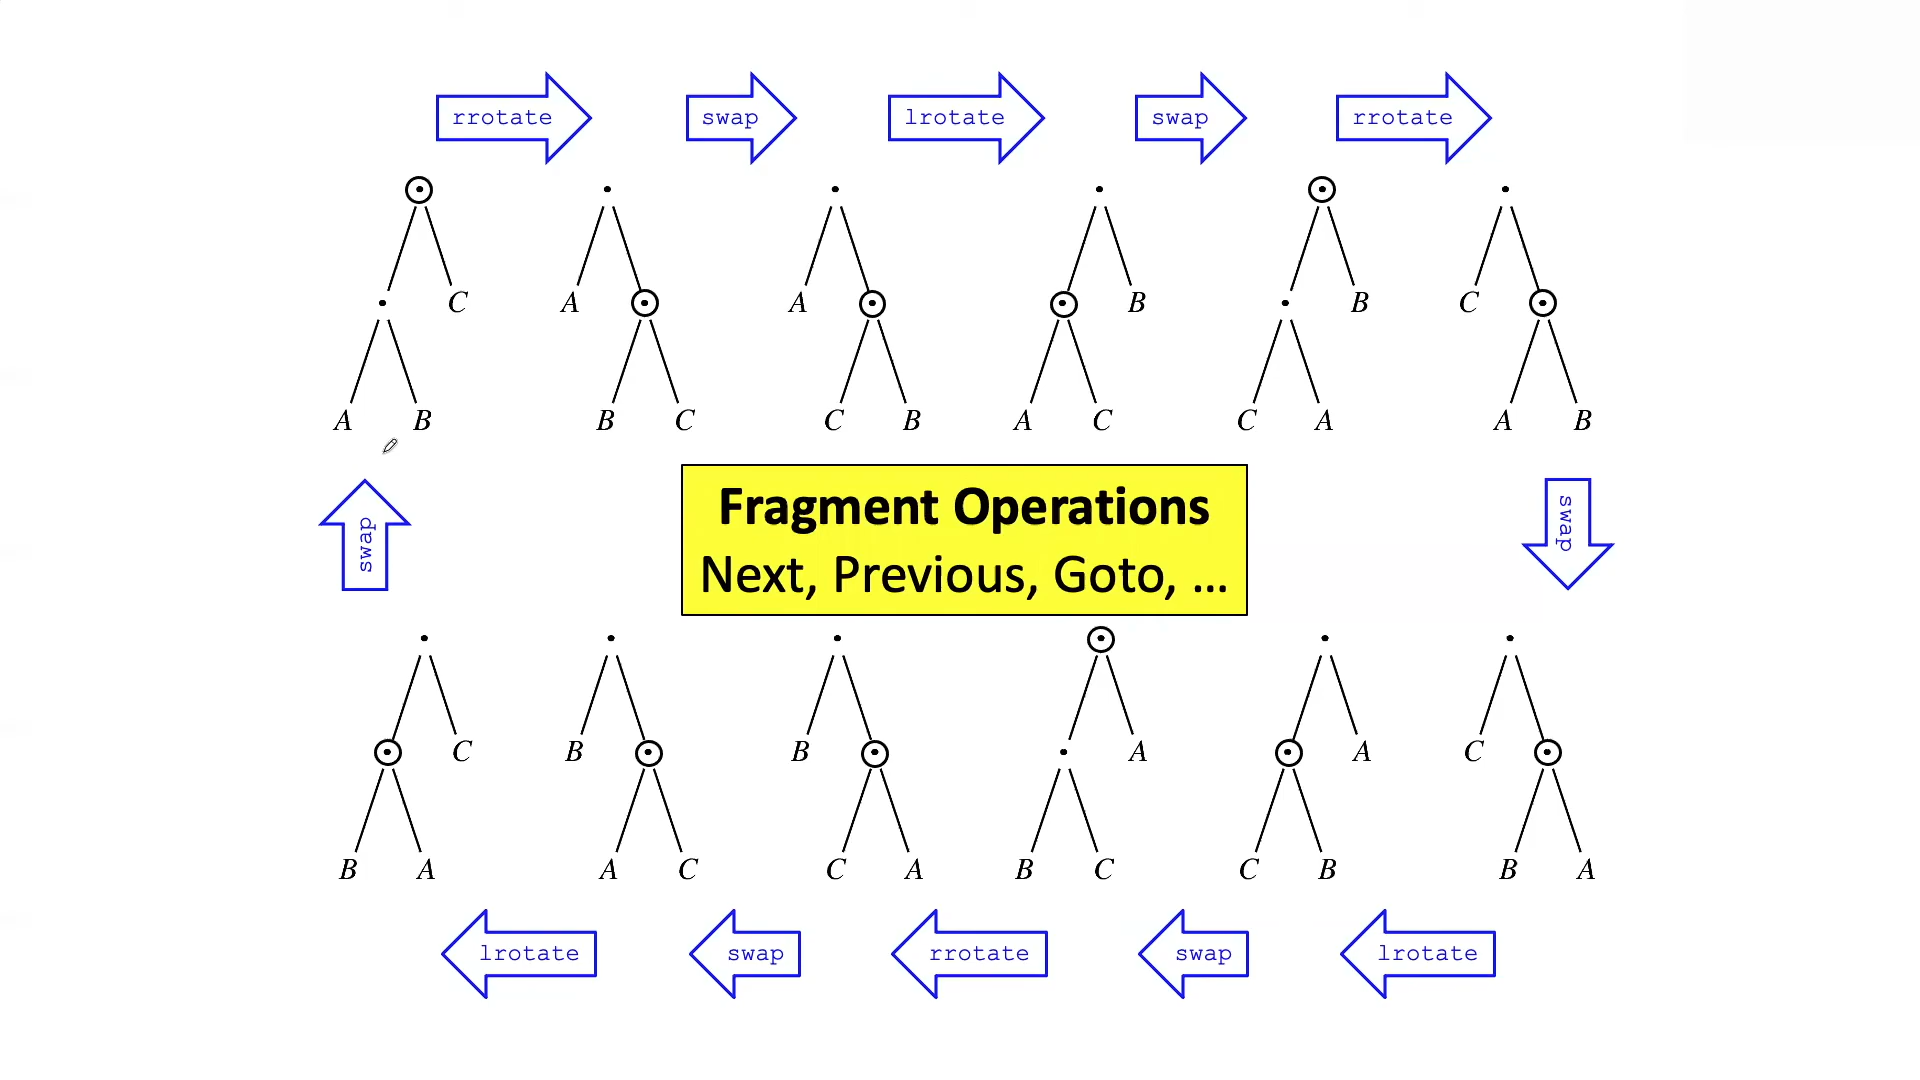 rrotate swap lrotate swap rrotate
A C A B C B
A B B C C B A C C A A B
swap Fragment Operations swap
Next, Previous, Goto, ...
C B B A A C
B A A C C A B C C B B A
lrotate swap rrotate swap lrotate